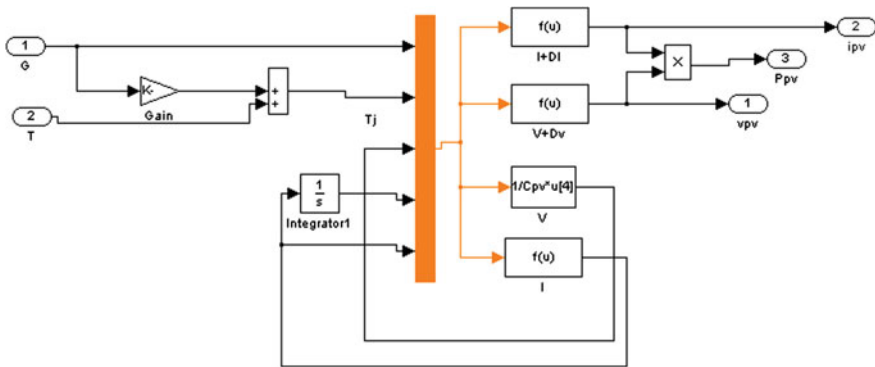 1
G
K-
Gain
2
T
+
+
Tj
1
s
Integrator1
f(u)
I+DI
f(u)
V+Dv
1/Cpv*u[4]
V
f(u)
I
×
2
ipv
3
Ppv
1
vpv